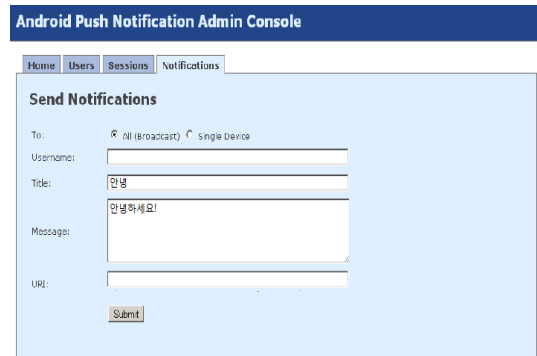 Android Push Notification Admin Console
Home Users Sessions Notifications
Send Notifications
To: All (Broadcast) Single Device
Username:
Title: 안녕
Message: 안녕하세요!
URI:
Submit